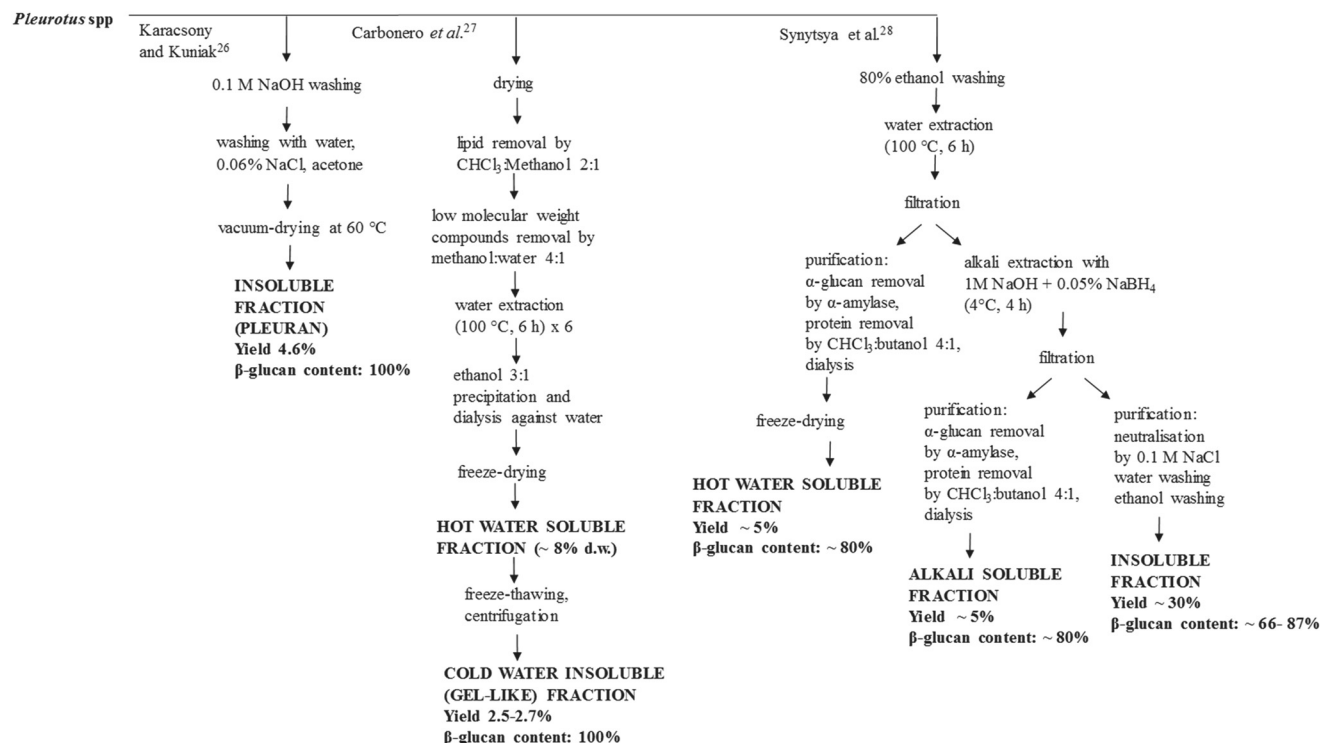 Pleurotus spp
Karacsony
and Kuniak26
0.1 M NaOH washing
washing with water,
0.06% NaCl, acetone
vacuum-drying at 60 °C
INSOLUBLE
FRACTION
(PLEURAN)
Yield 4.6%
β-glucan content: 100%
Carbonero et al.27
drying
lipid removal by
CHCl3:Methanol 2:1
low molecular weight
compounds removal by
methanol:water 4:1
water extraction
(100 °C, 6 h) x 6
ethanol 3:1
precipitation and
dialysis against water
freeze-drying
HOT WATER SOLUBLE
FRACTION (~ 8% d.w.)
freeze-thawing,
centrifugation
COLD WATER INSOLUBLE
(GEL-LIKE) FRACTION
Yield 2.5-2.7%
β-glucan content: 100%
Synytsya et al.28
80% ethanol washing
water extraction
(100 °C, 6 h)
filtration
purification:
α-glucan removal
by α-amylase,
protein removal
by CHCl3:butanol 4:1,
dialysis
freeze-drying
HOT WATER SOLUBLE
FRACTION
Yield ~ 5%
β-glucan content: ~ 80%
alkali extraction with
1M NaOH + 0.05% NaBH4
(4°C, 4 h)
filtration
purification:
α-glucan removal
by α-amylase,
protein removal
by CHCl3:butanol 4:1,
dialysis
ALKALI SOLUBLE
FRACTION
Yield ~ 5%
β-glucan content: ~ 80%
purification:
neutralisation
by 0.1 M NaCl
water washing
ethanol washing
INSOLUBLE
FRACTION
Yield ~ 30%
β-glucan content: ~ 66- 87%